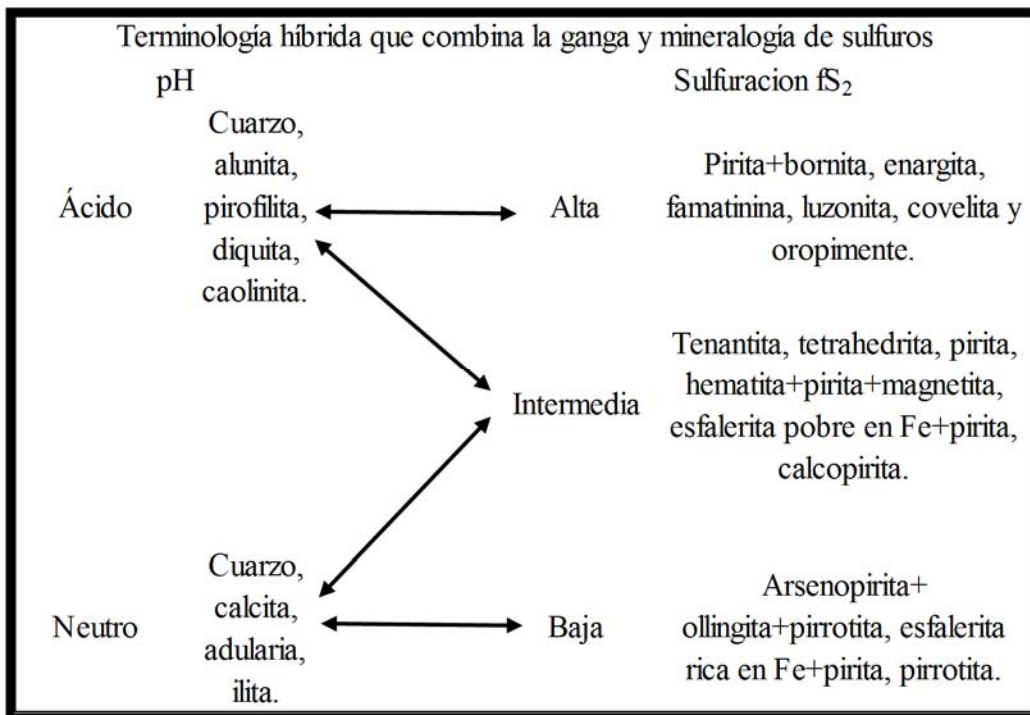 Terminología híbrida que combina la ganga y mineralogía de sulfuros
pH
Sulfuracion fS₂
Ácido
Cuarzo,
alunita,
pirofilita,
diquita,
caolinita.
Alta
Pirita+bornita, enargita,
famatinina, luzonita, covelita y
oropimente.
Intermedia
Tenantita, tetrahedrita, pirita,
hematita+pirita+magnetita,
esfalerita pobre en Fe+pirita,
calcopirita.
Neutro
Cuarzo,
calcita,
adularia,
ilita.
Baja
Arsenopirita+
ollingita+pirrotita, esfalerita
rica en Fe+pirita, pirrotita.